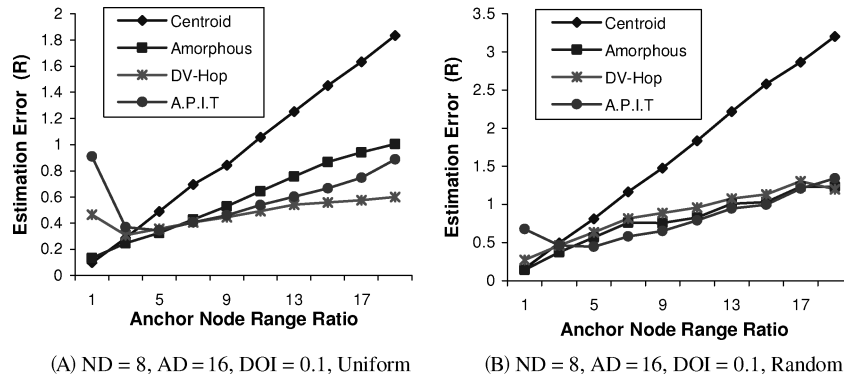 2
1.8
1.6
1.4
1.2
1
0.8
0.6
0.4
0.2
0
Estimation Error (R)
Centroid
Amorphous
DV-Hop
A.P.I.T
1 5 9 13 17
Anchor Node Range Ratio
(A) ND = 8, AD = 16, DOI = 0.1, Uniform
3.5
3
2.5
2
1.5
1
0.5
0
Estimation Error (R)
Centroid
Amorphous
DV-Hop
A.P.I.T
1 5 9 13 17
Anchor Node Range Ratio
(B) ND = 8, AD = 16, DOI = 0.1, Random